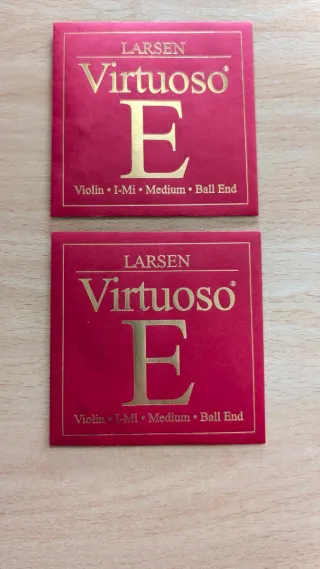 LARSEN
Virtuoso®
E
Violin • I-Mi • Medium • Ball End
LARSEN
Virtuoso®
E
Violin • I-Mi • Medium • Ball End